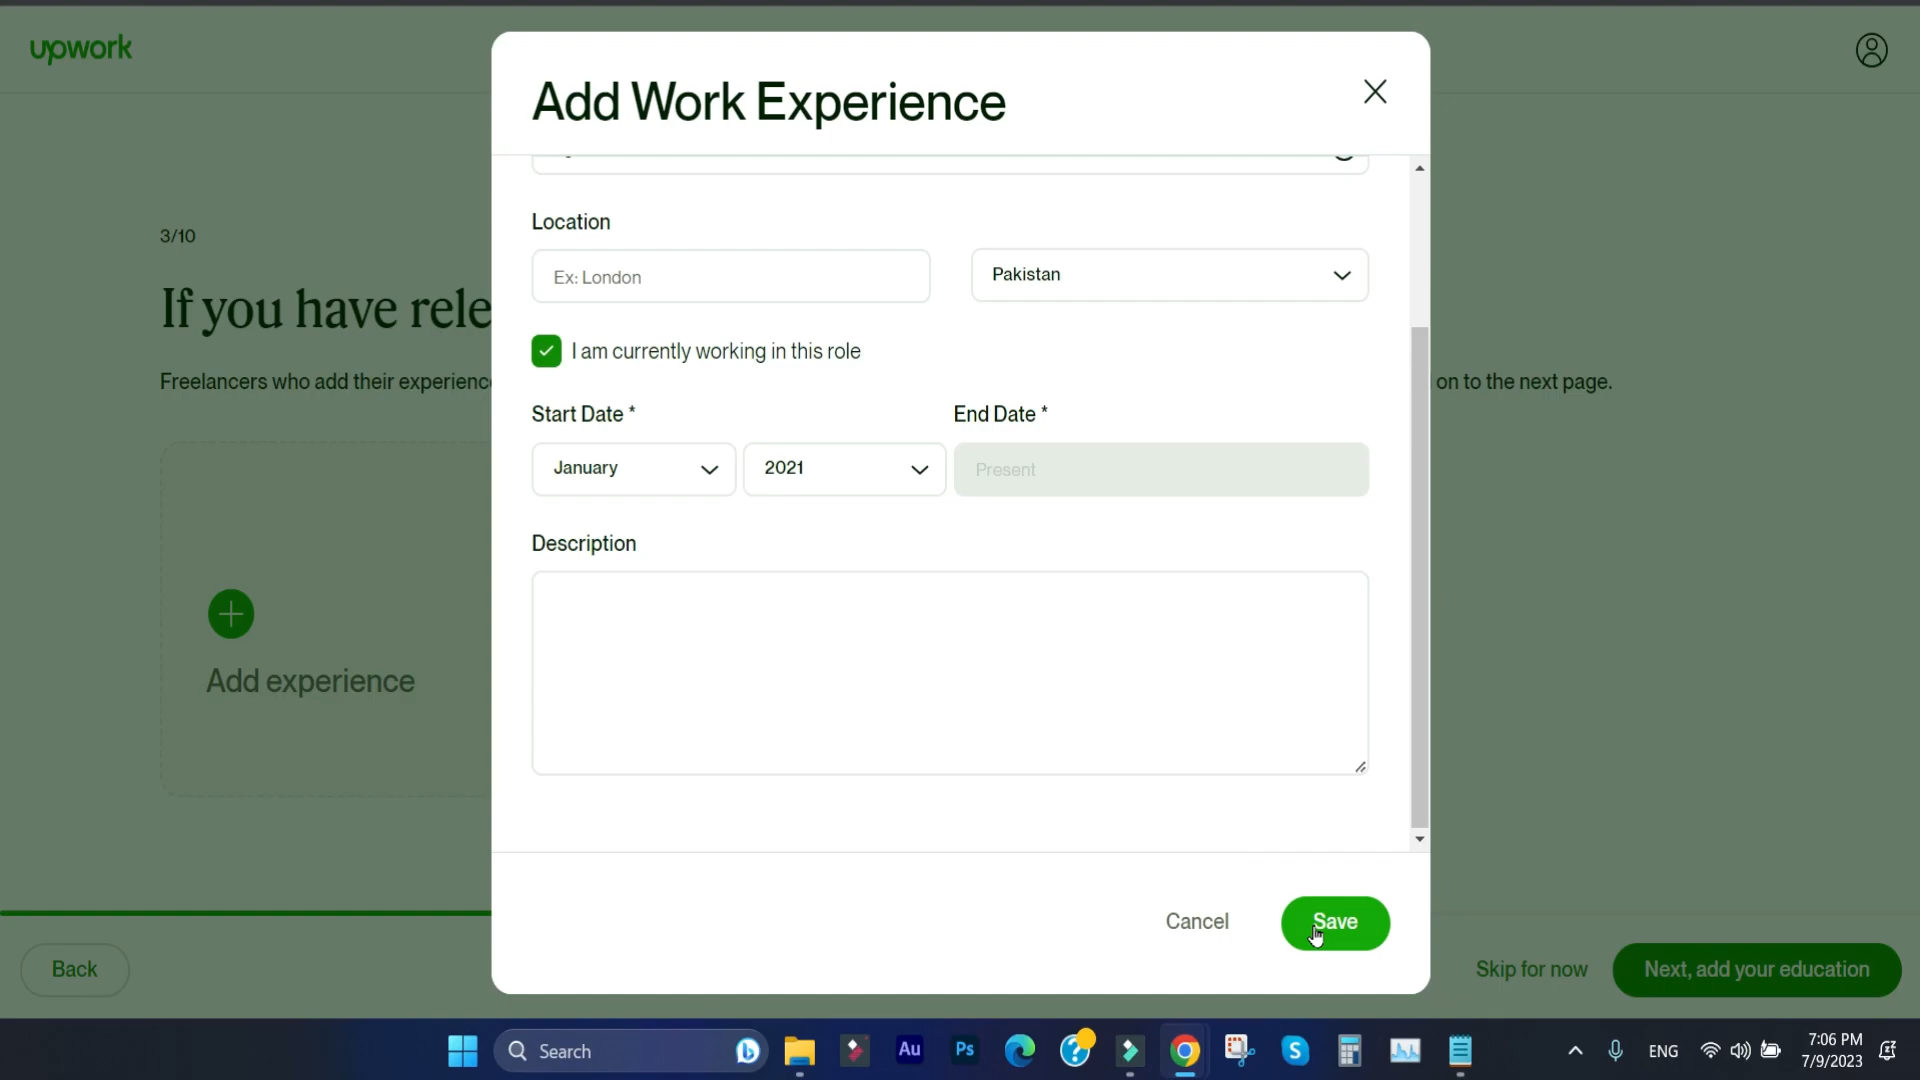 upwork
Add Work Experience
3/10
Location
Ex: London
Pakistan
If you have rele
I am currently working in this role
Freelancers who add their experienc
on to the next page.
Start Date *
End Date *
January
2021
Present
Description
Add experience
Cancel
Save
Back
Skip for now
Next, add your education
Search
Au
Ps
ENG
7:06 PM
7/9/2023